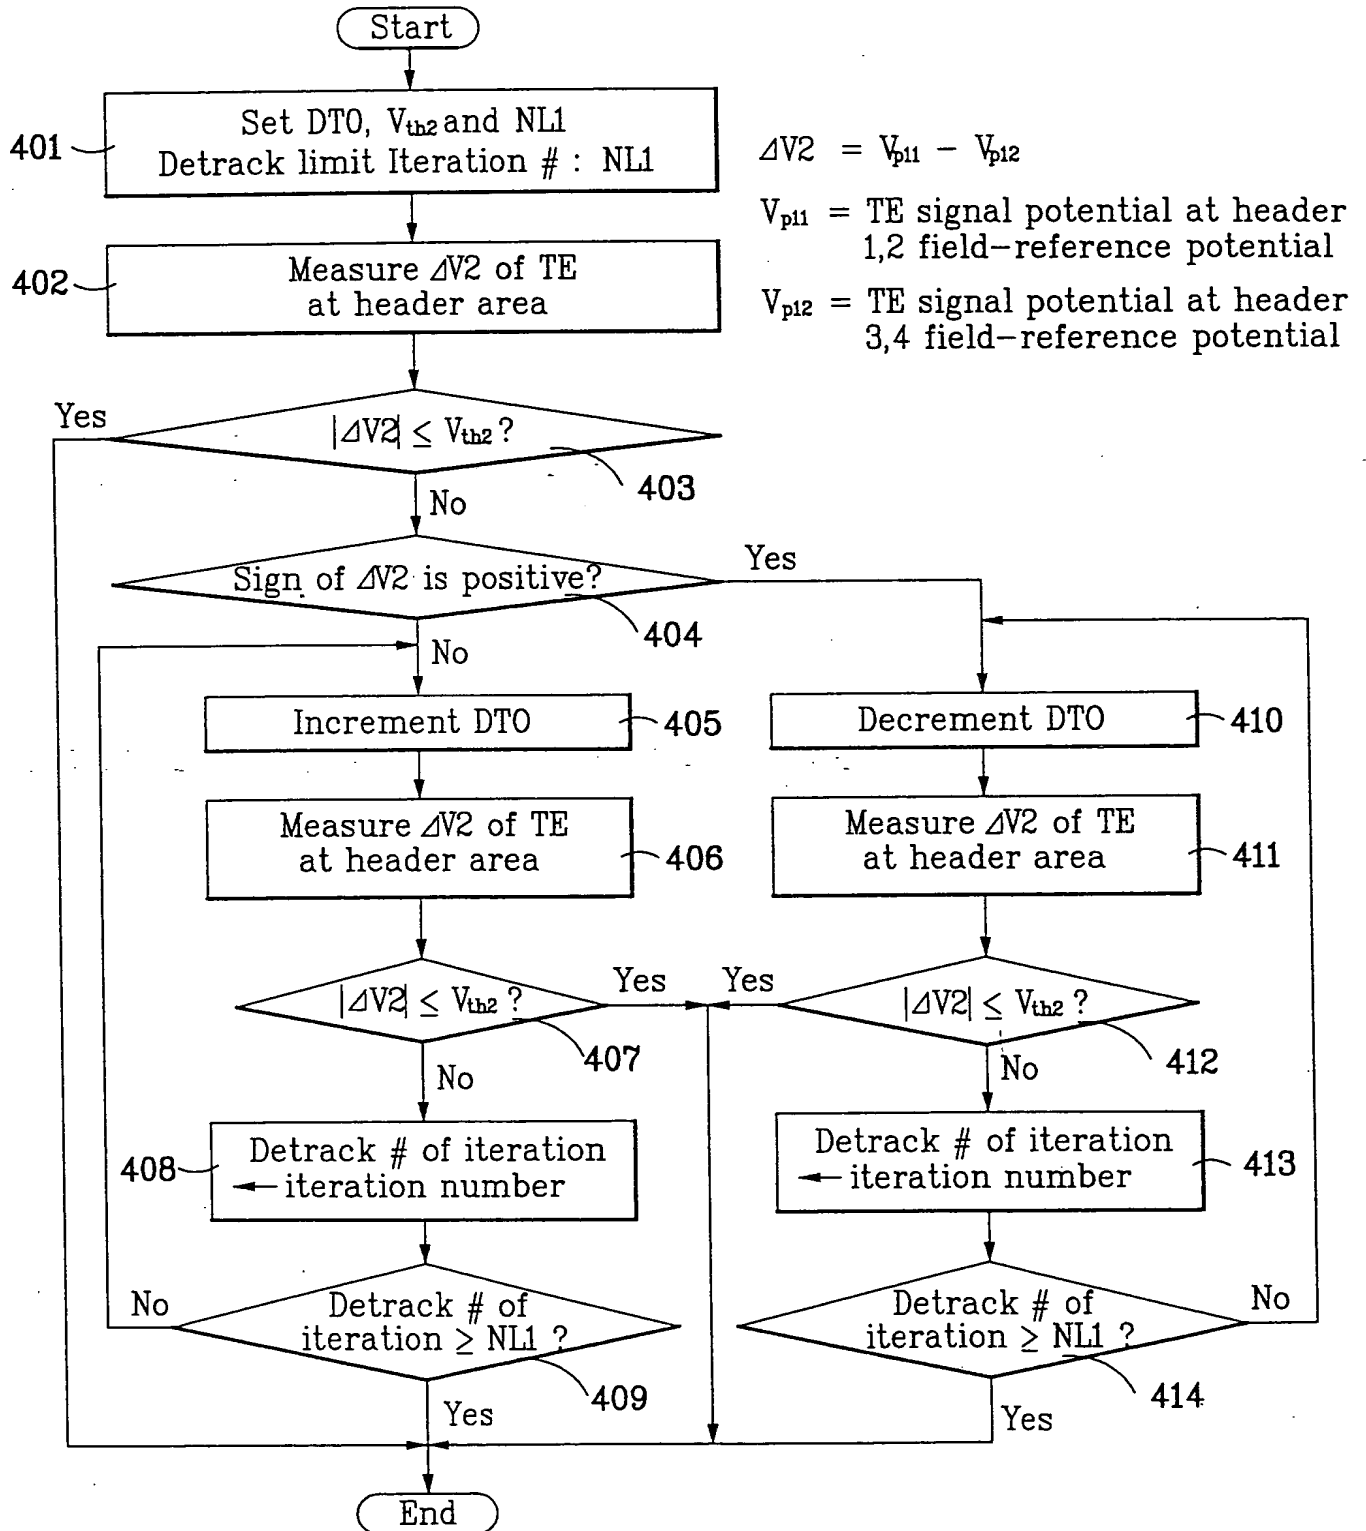 Start
401
Set DTO, Vth2 and NL1
Detrack limit Iteration # : NL1
ΔV2 = Vp11 − Vp12
Vp11 = TE signal potential at header
1,2 field−reference potential
Vp12 = TE signal potential at header
3,4 field−reference potential
402
Measure ΔV2 of TE
at header area
Yes
|ΔV2| ≤ Vth2 ?
403
No
Sign of ΔV2 is positive?
Yes
404
No
Increment DTO
405
Decrement DTO
410
Measure ΔV2 of TE
at header area
406
Measure ΔV2 of TE
at header area
411
|ΔV2| ≤ Vth2 ?
Yes
Yes
|ΔV2| ≤ Vth2 ?
407
412
No
No
408
Detrack # of iteration
← iteration number
Detrack # of iteration
← iteration number
413
No
Detrack # of
iteration ≥ NL1 ?
Detrack # of
iteration ≥ NL1 ?
No
409
414
Yes
Yes
End